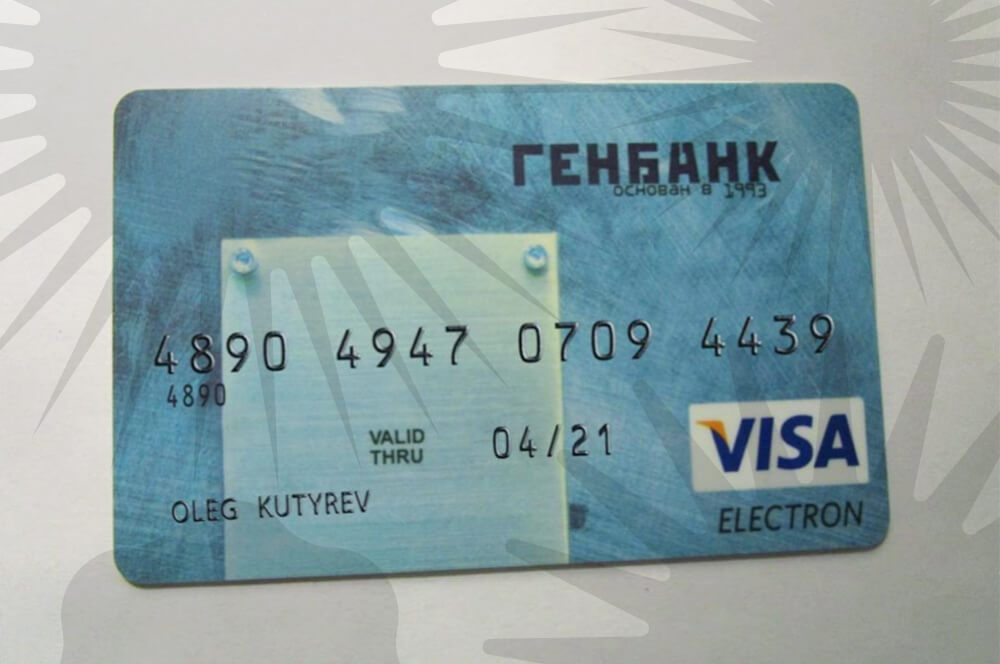 ГЕНБАНК
основан в 1993
4890 4947 0709 4439
4890
VALID THRU 04/21
OLEG KUTYREV
VISA
ELECTRON